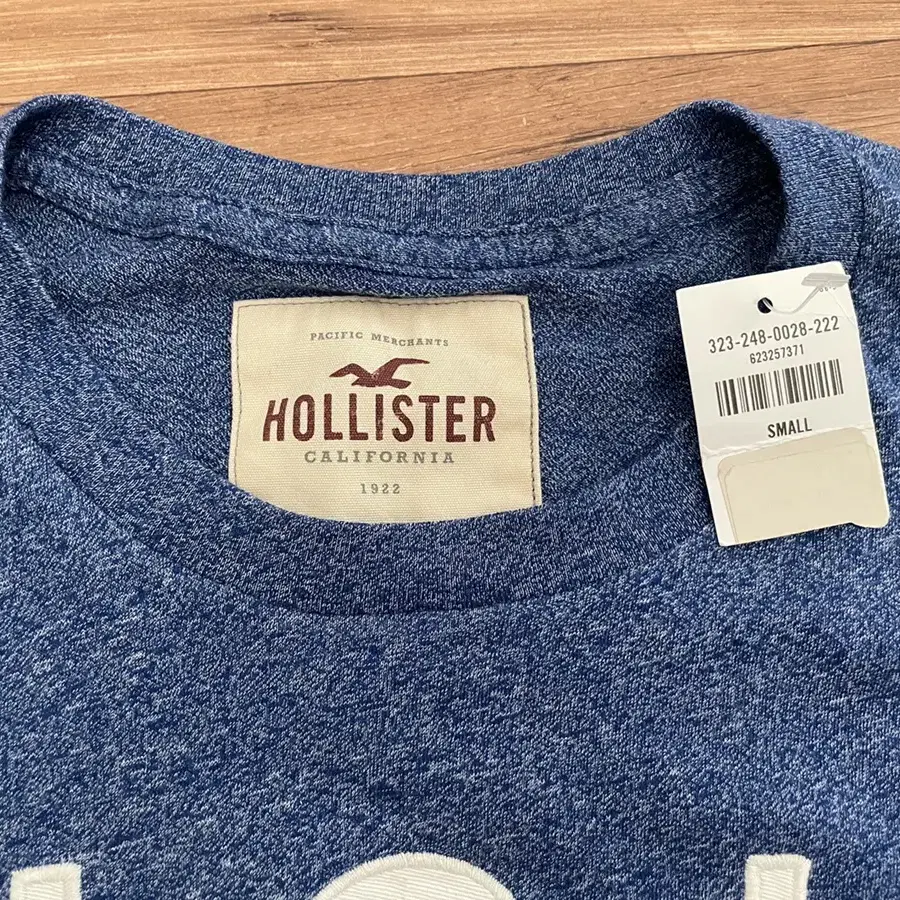 PACIFIC MERCHANTS
HOLLISTER
CALIFORNIA
1922
323-248-0028-222
623257371
SMALL